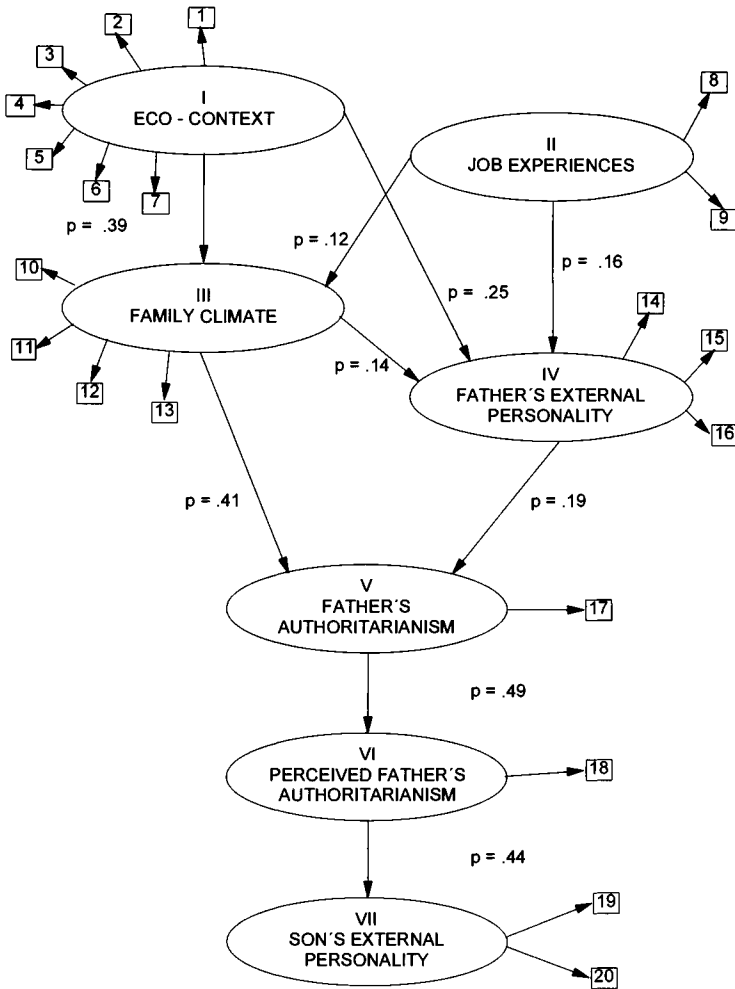 1
2
3
4
5
6
7
I
ECO - CONTEXT
8
9
II
JOB EXPERIENCES
p = .39
p = .12
p = .16
p = .25
10
11
12
13
III
FAMILY CLIMATE
p = .14
14
15
16
IV
FATHER´S EXTERNAL
PERSONALITY
p = .41
p = .19
V
FATHER´S
AUTHORITARIANISM
17
p = .49
VI
PERCEIVED FATHER´S
AUTHORITARIANISM
18
p = .44
VII
SON´S EXTERNAL
PERSONALITY
19
20